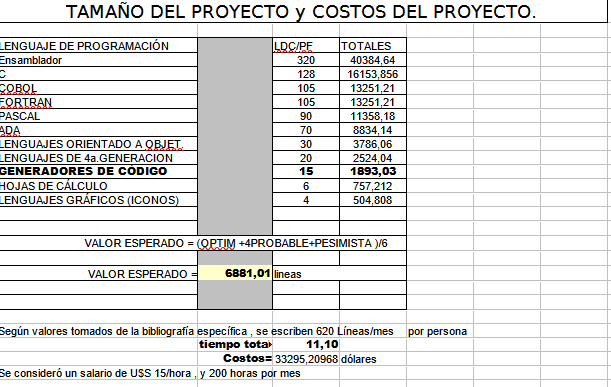 TAMAÑO DEL PROYECTO y COSTOS DEL PROYECTO.
LENGUAJE DE PROGRAMACIÓN LDC/PF TOTALES
Ensamblador 320 40384,64
C 128 16153,856
COBOL 105 13251,21
FORTRAN 105 13251,21
PASCAL 90 11358,18
ADA 70 8834,14
LENGUAJES ORIENTADO A OBJET. 30 3786,06
LENGUAJES DE 4a.GENERACION 20 2524,04
GENERADORES DE CÓDIGO 15 1893,03
HOJAS DE CÁLCULO 6 757,212
LENGUAJES GRÁFICOS (ICONOS) 4 504,808
VALOR ESPERADO = (OPTIM +4PROBABLE+PESIMISTA )/6
VALOR ESPERADO = 6881,01 lineas
Según valores tomados de la bibliografía específica , se escriben 620 Líneas/mes por persona
tiempo tota 11,10
Costos= 33295,20968 dólares
Se consideró un salario de U$S 15/hora , y 200 horas por mes